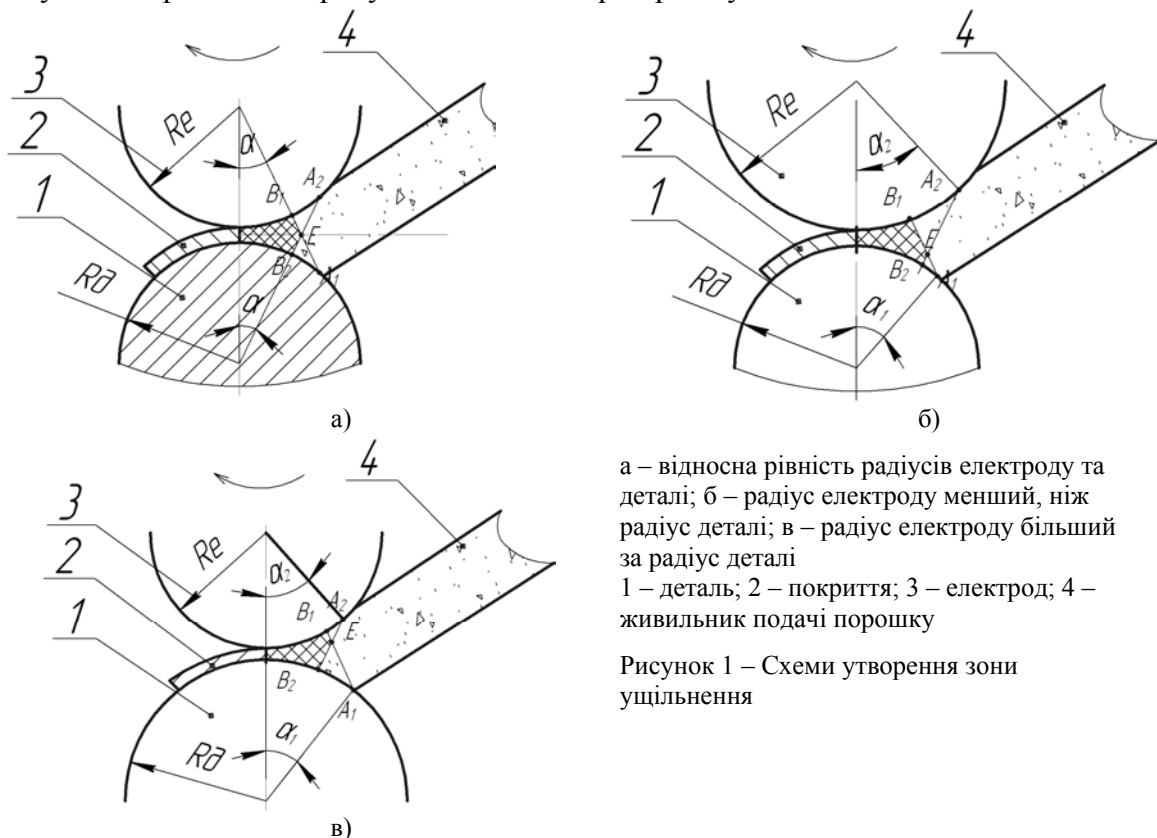 4
3
Re
α
2
B₁
A₂
1
E
B₂
A₁
Rд
α
а)
4
3
Re
α₂
2
A₂
B₁
1
E
B₂
Rд
α₁
б)
4
3
Re
α₂
2
B₁
A₂
1
E
B₂
A₁
α₁
Rд
в)
а – відносна рівність радіусів електроду та
деталі; б – радіус електроду менший, ніж
радіус деталі; в – радіус електроду більший
за радіус деталі
1 – деталь; 2 – покриття; 3 – електрод; 4 –
живильник подачі порошку
Рисунок 1 – Схеми утворення зони
ущільнення